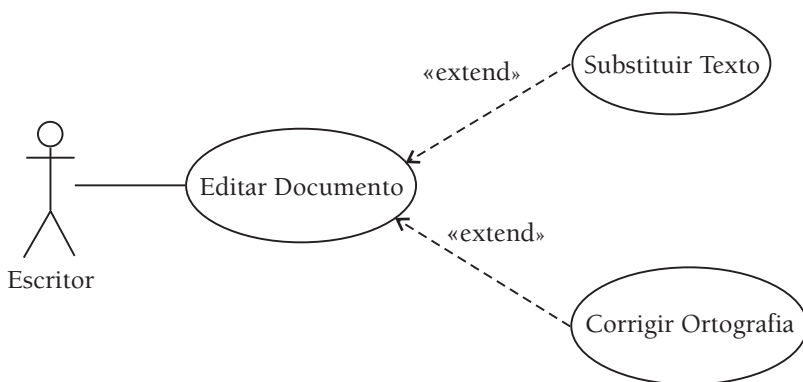 Substituir Texto
«extend»
Editar Documento
«extend»
Escritor
Corrigir Ortografia